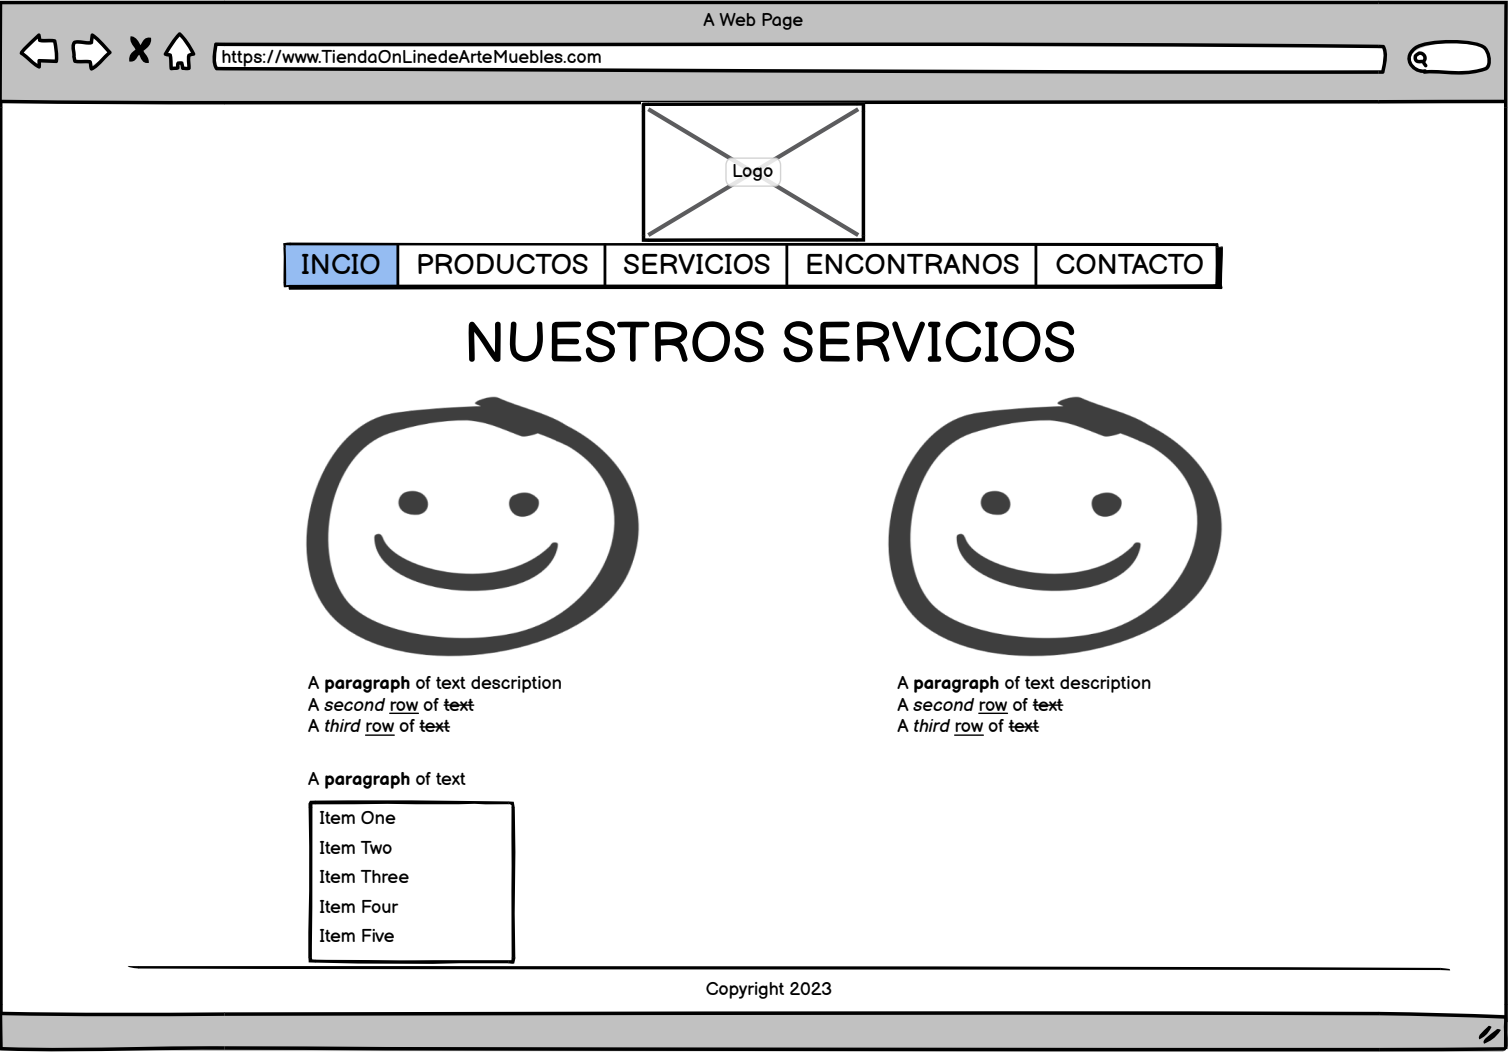 A Web Page
https://www.TiendaOnLinedeArteMuebles.com
Logo
INCIO PRODUCTOS SERVICIOS ENCONTRANOS CONTACTO
NUESTROS SERVICIOS
A paragraph of text description
A second row of text
A third row of text
A paragraph of text description
A second row of text
A third row of text
A paragraph of text
Item One
Item Two
Item Three
Item Four
Item Five
Copyright 2023